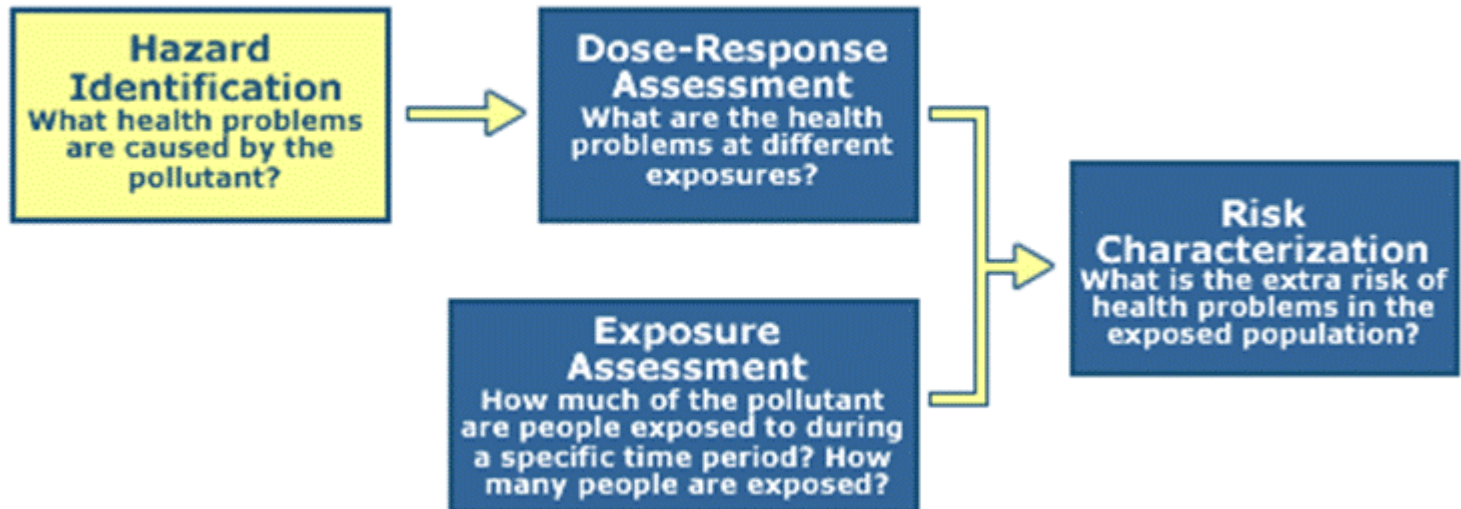 Hazard
Identification
What health problems
are caused by the
pollutant?
Dose-Response
Assessment
What are the health
problems at different
exposures?
Exposure
Assessment
How much of the pollutant
are people exposed to during
a specific time period? How
many people are exposed?
Risk
Characterization
What is the extra risk of
health problems in the
exposed population?